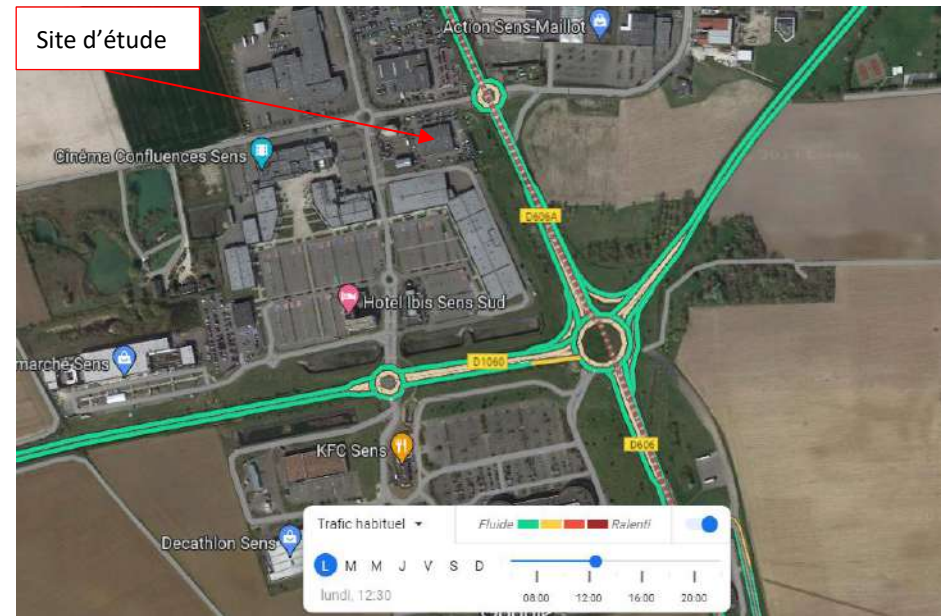 Site d’étude
Action Sens-Maillot
Cinéma Confluences Sens
D606A
Hotel Ibis Sens Sud
marché Sens
D1060
D606
KFC Sens
Decathlon Sens
Trafic habituel
Fluide
Ralenti
L M M J V S D
lundi, 12:30
08:00 12:00 16:00 20:00